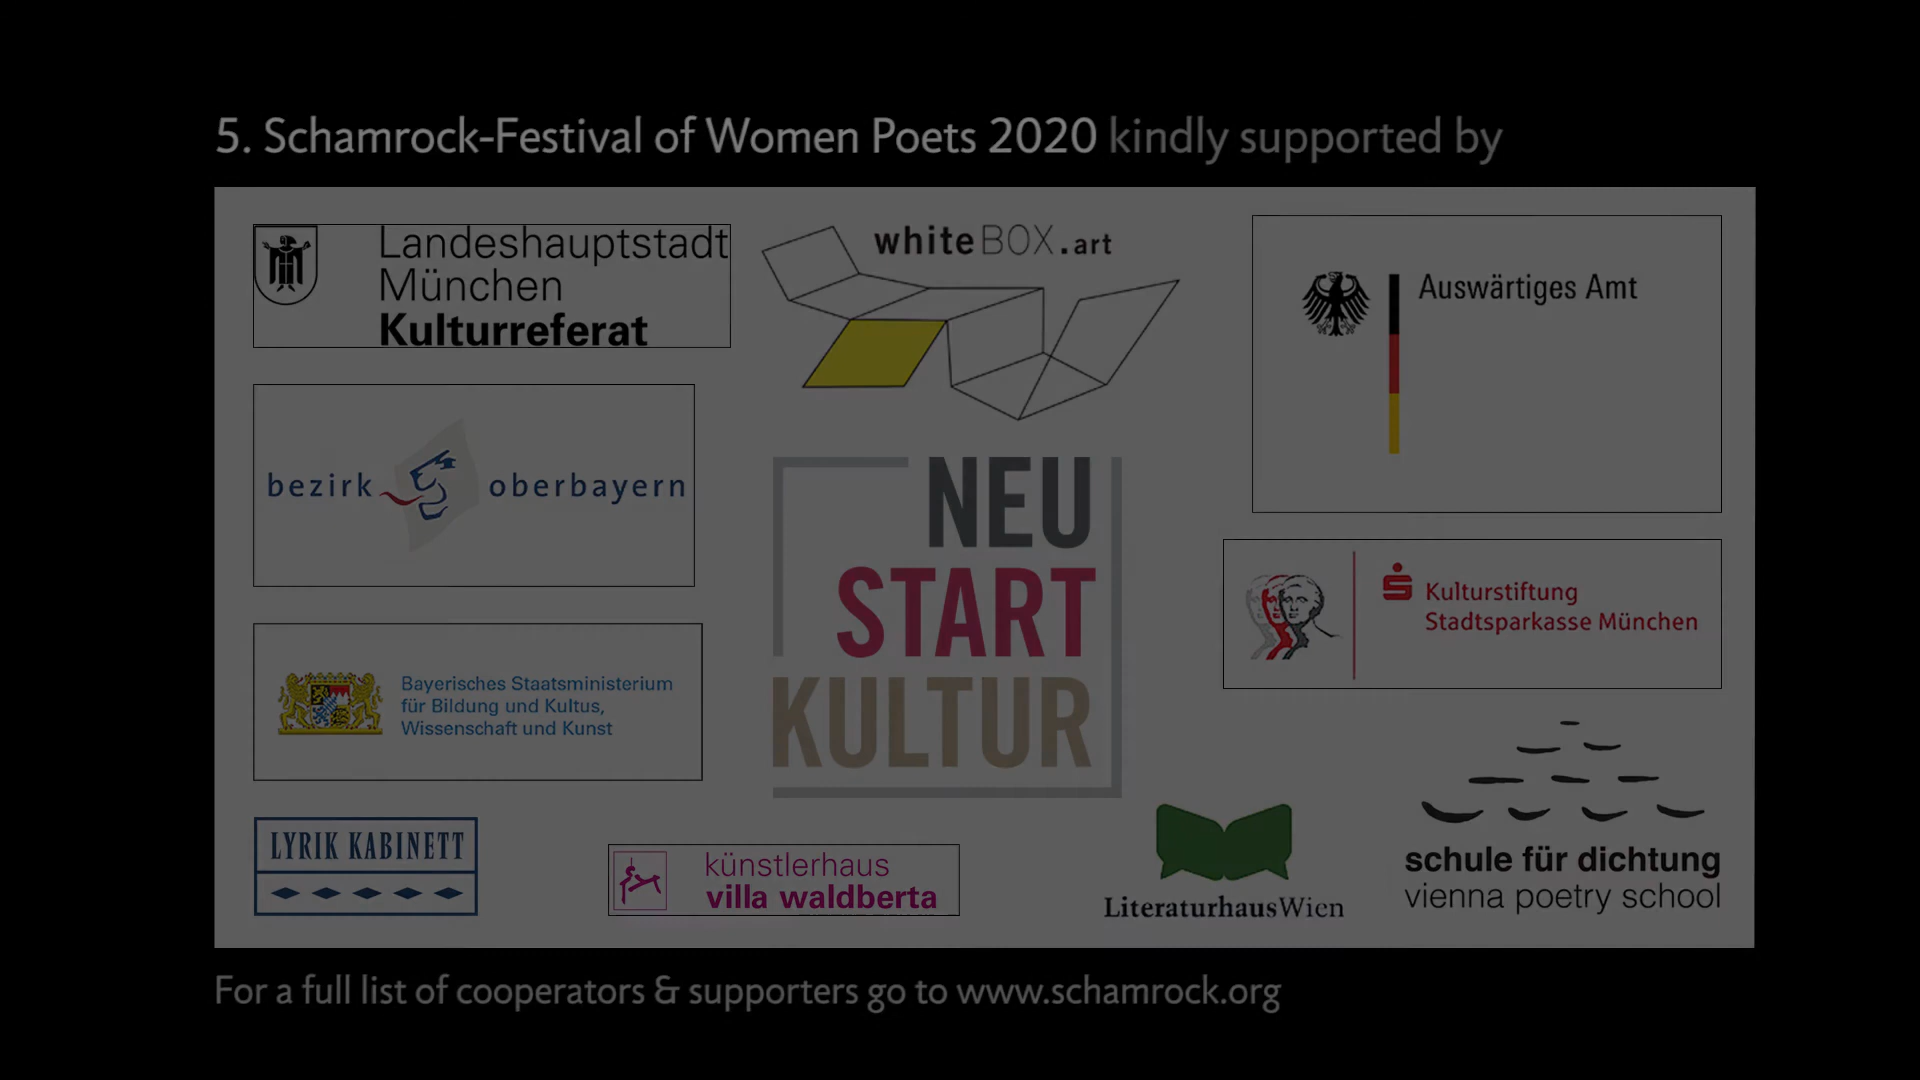 5. Schamrock-Festival of Women Poets 2020 kindly supported by
Landeshauptstadt
München
Kulturreferat
whiteBOX.art
Auswärtiges Amt
bezirk oberbayern
NEU
START
KULTUR
Kulturstiftung
Stadtsparkasse München
Bayerisches Staatsministerium
für Bildung und Kultus,
Wissenschaft und Kunst
LYRIK KABINETT
künstlerhaus
villa waldberta
LiteraturhausWien
schule für dichtung
vienna poetry school
For a full list of cooperators & supporters go to www.schamrock.org